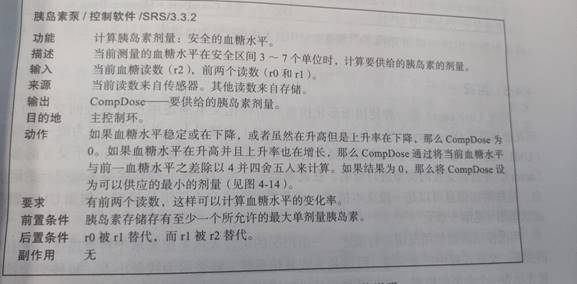 胰岛素泵 / 控制软件 /SRS/3.3.2
功能 计算胰岛素剂量：安全的血糖水平。
描述 当前测量的血糖水平在安全区间 3 ～ 7 个单位时，计算要供给的胰岛素的剂量。
输入 当前血糖读数（r2），前两个读数（r0 和 r1）。
来源 当前读数来自传感器。其他读数来自存储。
输出 CompDose——要供给的胰岛素剂量。
目的地 主控制环。
动作 如果血糖水平稳定或在下降，或者虽然在升高但是上升率在下降，那么 CompDose 为
0。如果血糖水平在升高并且上升率也在增长，那么 CompDose 通过将当前血糖水平
与前一血糖水平之差除以 4 并四舍五人来计算。如果结果为 0，那么将 CompDose 设
为可以供应的最小的剂量（见图 4-14）。
要求 有前两个读数，这样可以计算血糖水平的变化率。
前置条件 胰岛素存储存有至少一个所允许的最大单剂量胰岛素。
后置条件 r0 被 r1 替代，而 r1 被 r2 替代。
副作用 无